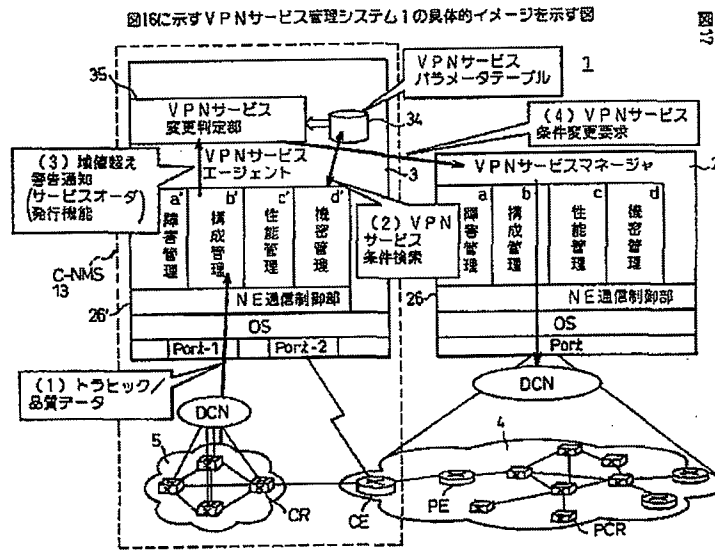 図16に示すVPNサービス管理システム1の具体的イメージを示す図
図17
35
VPNサービス
変更判定部
VPNサービス
パラメータテーブル
1
34
(4)VPNサービス
条件変更要求
(3)域値超え
警告通知
(サービスオーダ
発行機能)
VPNサービス
エージェント
3
VPNサービスマネージャ
2
a'
b'
c'
d'
障害管理
構成管理
性能管理
機密管理
(2)VPN
サービス
条件検索
a
b
c
d
障害管理
構成管理
性能管理
機密管理
C-NMS
13
NE通信制御部
26'
OS
Port-1
Port-2
NE通信制御部
26
OS
Port
(1)トラヒック/
品質データ
DCN
DCN
5
4
CR
CE
PE
PCR